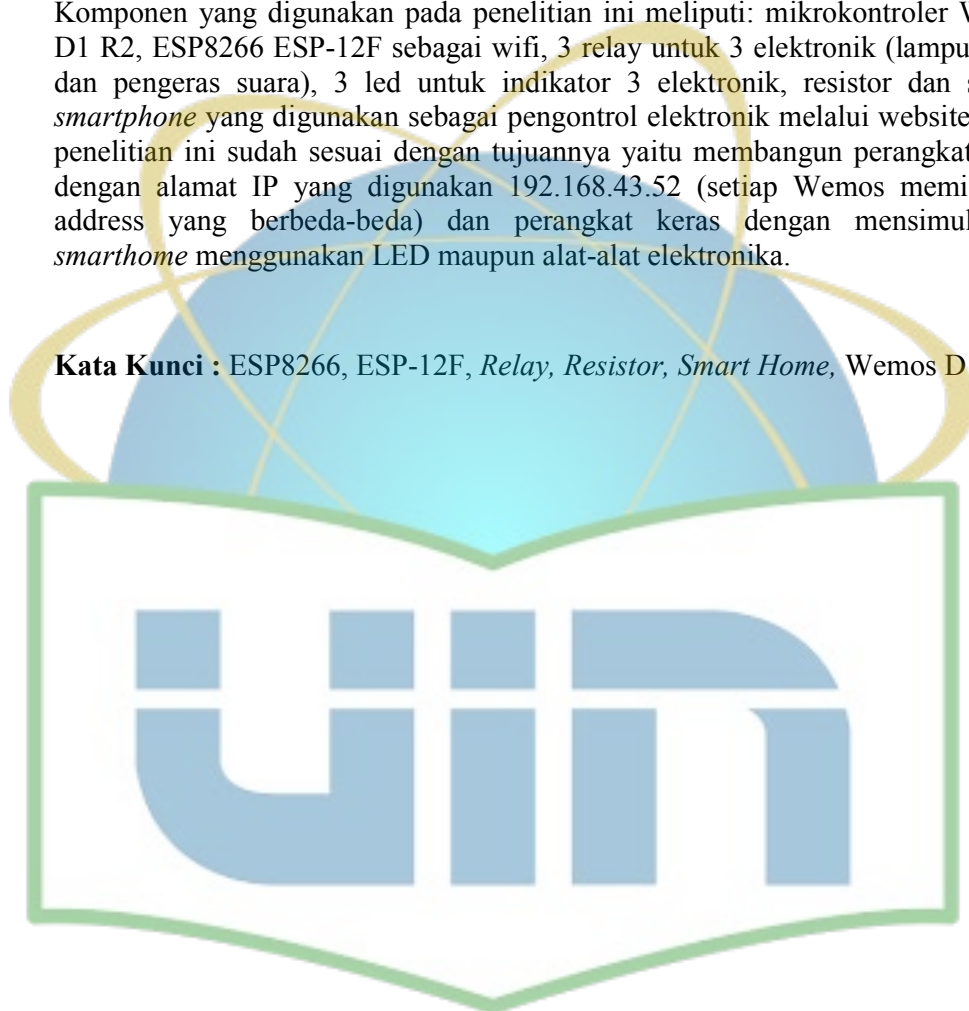 Komponen yang digunakan pada penelitian ini meliputi: mikrokontroler
D1 R2, ESP8266 ESP-12F sebagai wifi, 3 relay untuk 3 elektronik (lampu
dan pengeras suara), 3 led untuk indikator 3 elektronik, resistor dan
smartphone yang digunakan sebagai pengontrol elektronik melalui website
penelitian ini sudah sesuai dengan tujuannya yaitu membangun perangkat
dengan alamat IP yang digunakan 192.168.43.52 (setiap Wemos
address yang berbeda-beda) dan perangkat keras dengan
smarthome menggunakan LED maupun alat-alat elektronika.
Kata Kunci : ESP8266, ESP-12F, Relay, Resistor, Smart Home, Wemos D
uin